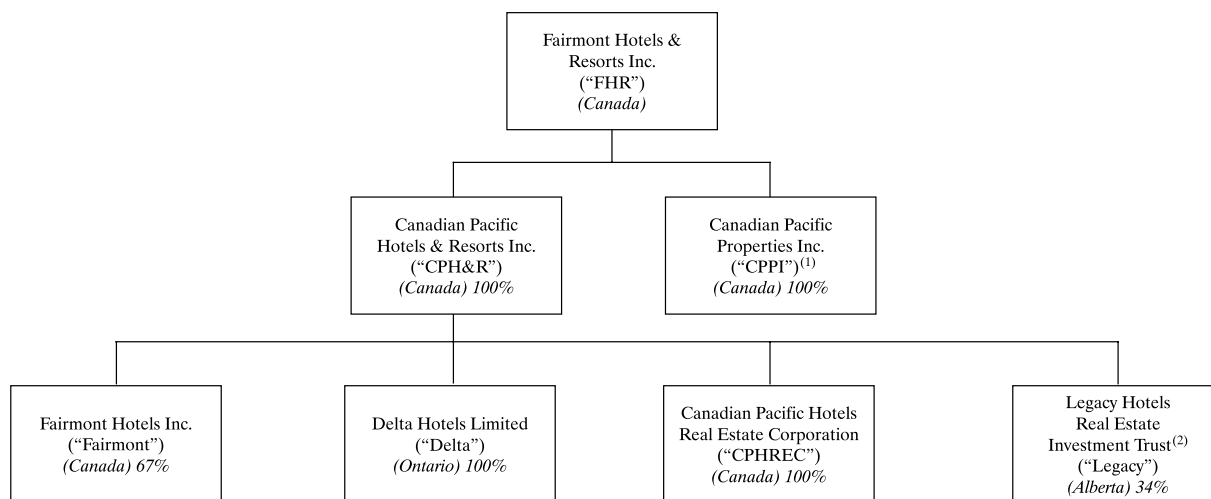 Fairmont Hotels &
Resorts Inc.
(“FHR”)
(Canada)
Canadian Pacific
Hotels & Resorts Inc.
(“CPH&R”)
(Canada) 100%
Canadian Pacific
Properties Inc.
(“CPPI”)(1)
(Canada) 100%
Fairmont Hotels Inc.
(“Fairmont”)
(Canada) 67%
Delta Hotels Limited
(“Delta”)
(Ontario) 100%
Canadian Pacific Hotels
Real Estate Corporation
(“CPHREC”)
(Canada) 100%
Legacy Hotels
Real Estate
Investment Trust(2)
(“Legacy”)
(Alberta) 34%